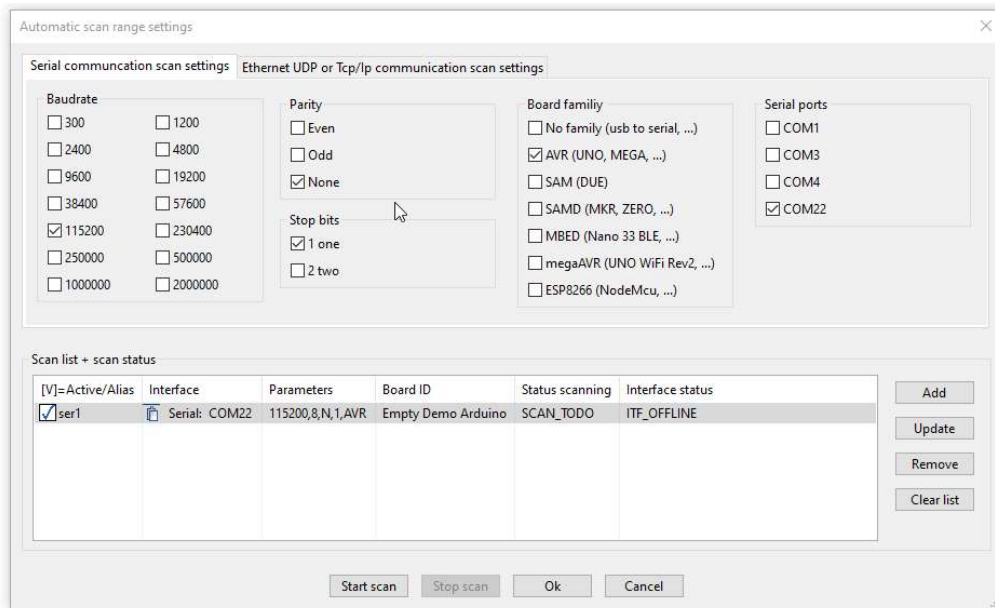 Automatic scan range settings
Serial communcation scan settings
Ethernet UDP or Tcp/Ip communication scan settings
Baudrate
300
1200
2400
4800
9600
19200
38400
57600
115200
230400
250000
500000
1000000
2000000
Parity
Even
Odd
None
Stop bits
1 one
2 two
Board familiy
No family (usb to serial, ...)
AVR (UNO, MEGA, ...)
SAM (DUE)
SAMD (MKR, ZERO, ...)
MBED (Nano 33 BLE, ...)
megaAVR (UNO WiFi Rev2, ...)
ESP8266 (NodeMcu, ...)
Serial ports
COM1
COM3
COM4
COM22
Scan list + scan status
[V]=Active/Alias Interface Parameters Board ID Status scanning Interface status
ser1 Serial: COM22 115200,8,N,1,AVR Empty Demo Arduino SCAN_TODO ITF_OFFLINE
Add
Update
Remove
Clear list
Start scan
Stop scan
Ok
Cancel